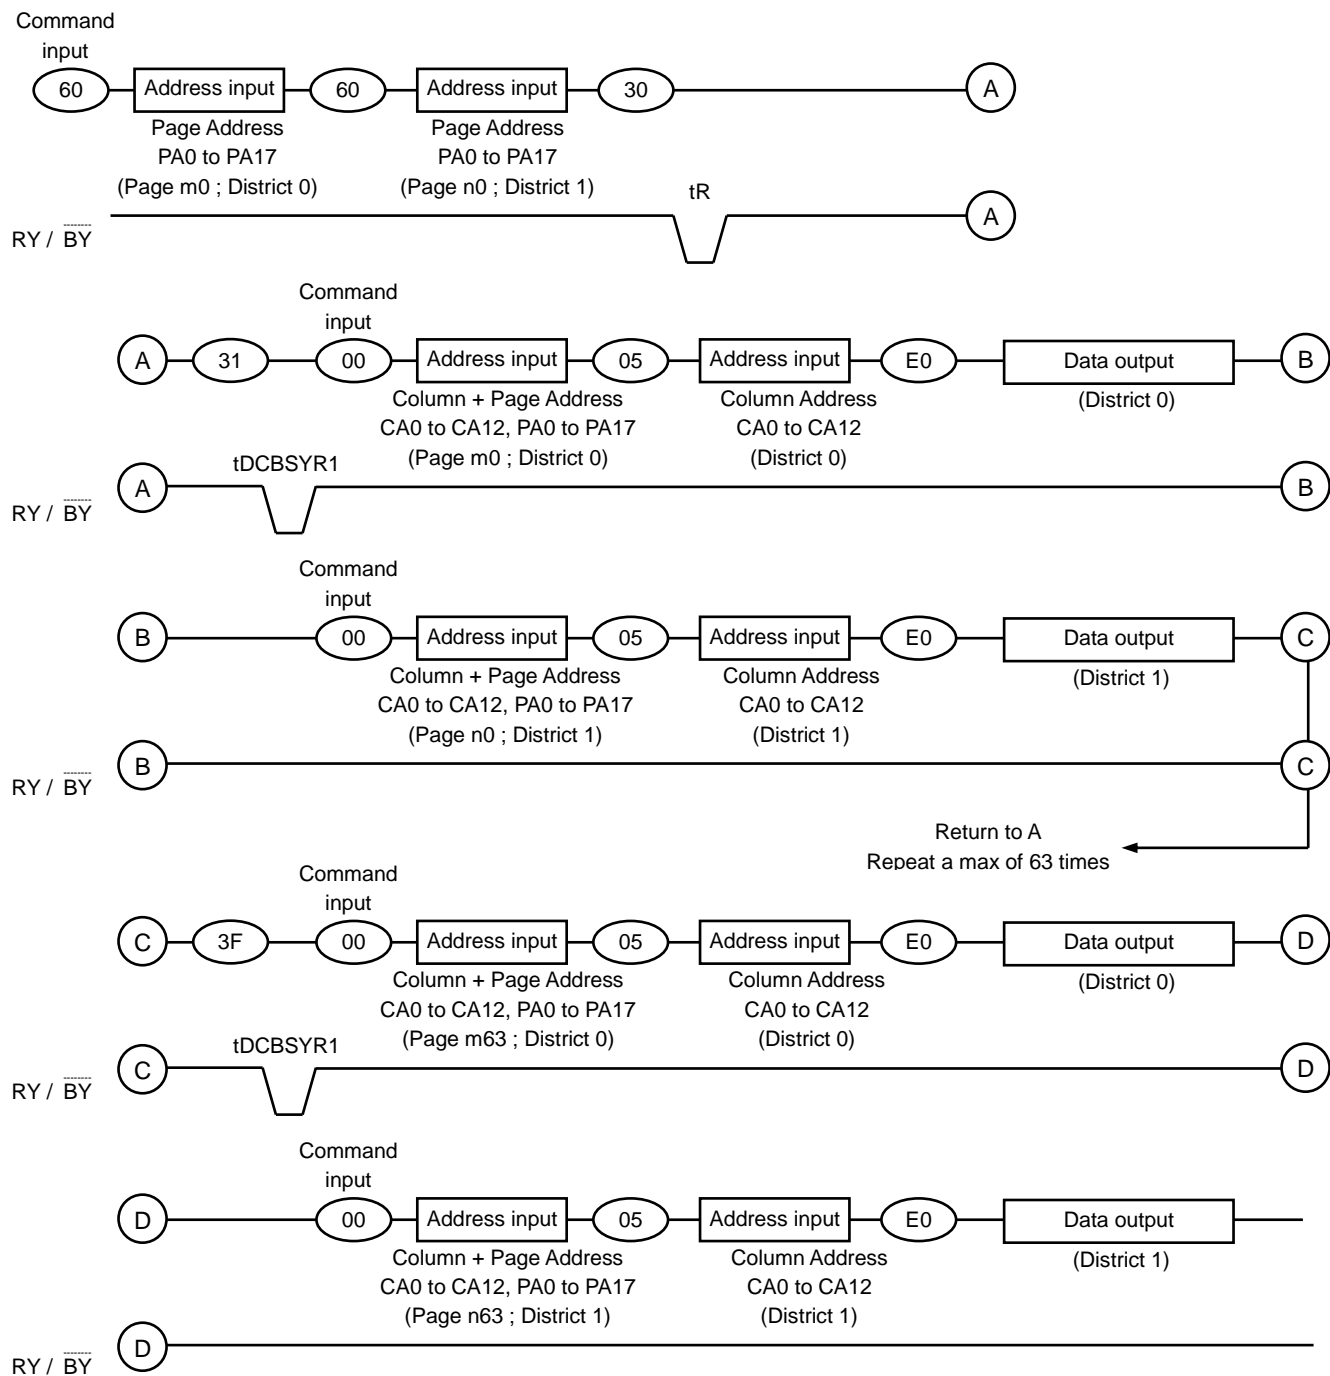 Command
input
60 Address input 60 Address input 30 A
Page Address Page Address
PA0 to PA17 PA0 to PA17
(Page m0 ; District 0) (Page n0 ; District 1)
tR
RY / BY A
Command
input
A 31 00 Address input 05 Address input E0 Data output B
Column + Page Address Column Address (District 0)
CA0 to CA12, PA0 to PA17 CA0 to CA12
(Page m0 ; District 0) (District 0)
tDCBSYR1
RY / BY A B
Command
input
B 00 Address input 05 Address input E0 Data output C
Column + Page Address Column Address (District 1)
CA0 to CA12, PA0 to PA17 CA0 to CA12
(Page n0 ; District 1) (District 1)
RY / BY B C
Return to A
Repeat a max of 63 times
Command
input
C 3F 00 Address input 05 Address input E0 Data output D
Column + Page Address Column Address (District 0)
CA0 to CA12, PA0 to PA17 CA0 to CA12
(Page m63 ; District 0) (District 0)
tDCBSYR1
RY / BY C D
Command
input
D 00 Address input 05 Address input E0 Data output
Column + Page Address Column Address (District 1)
CA0 to CA12, PA0 to PA17 CA0 to CA12
(Page n63 ; District 1) (District 1)
RY / BY D